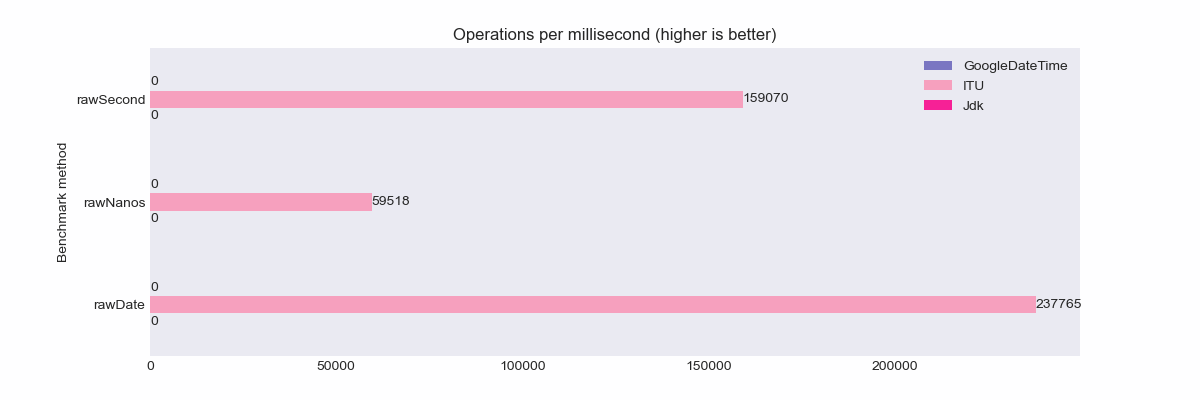 Operations per millisecond (higher is better)
GoogleDateTime
ITU
Jdk
Benchmark method
0
rawSecond
159070
0
0
rawNanos
59518
0
0
rawDate
237765
0
0 50000 100000 150000 200000